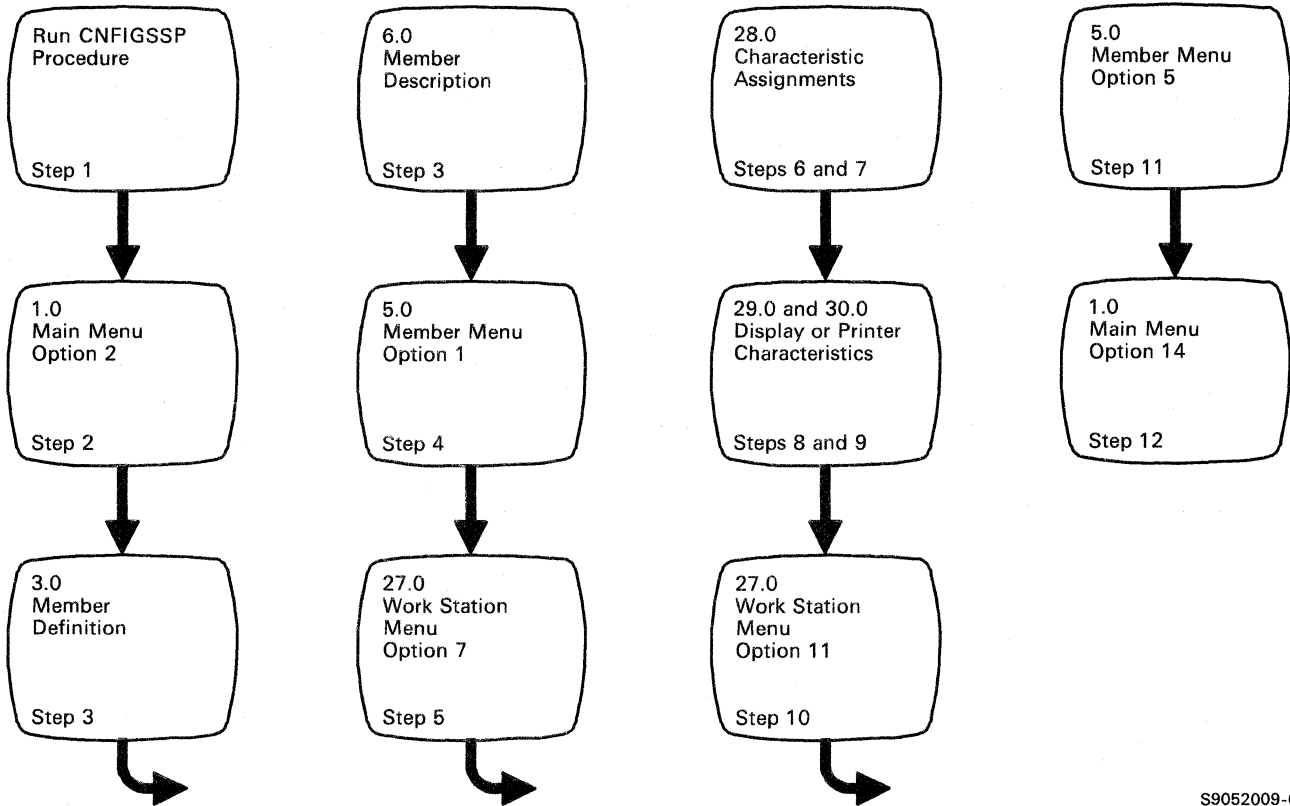 Run CNFIGSSP
Procedure
Step 1
1.0
Main Menu
Option 2
Step 2
3.0
Member
Definition
Step 3
6.0
Member
Description
Step 3
5.0
Member Menu
Option 1
Step 4
27.0
Work Station
Menu
Option 7
Step 5
28.0
Characteristic
Assignments
Steps 6 and 7
29.0 and 30.0
Display or Printer
Characteristics
Steps 8 and 9
27.0
Work Station
Menu
Option 11
Step 10
5.0
Member Menu
Option 5
Step 11
1.0
Main Menu
Option 14
Step 12